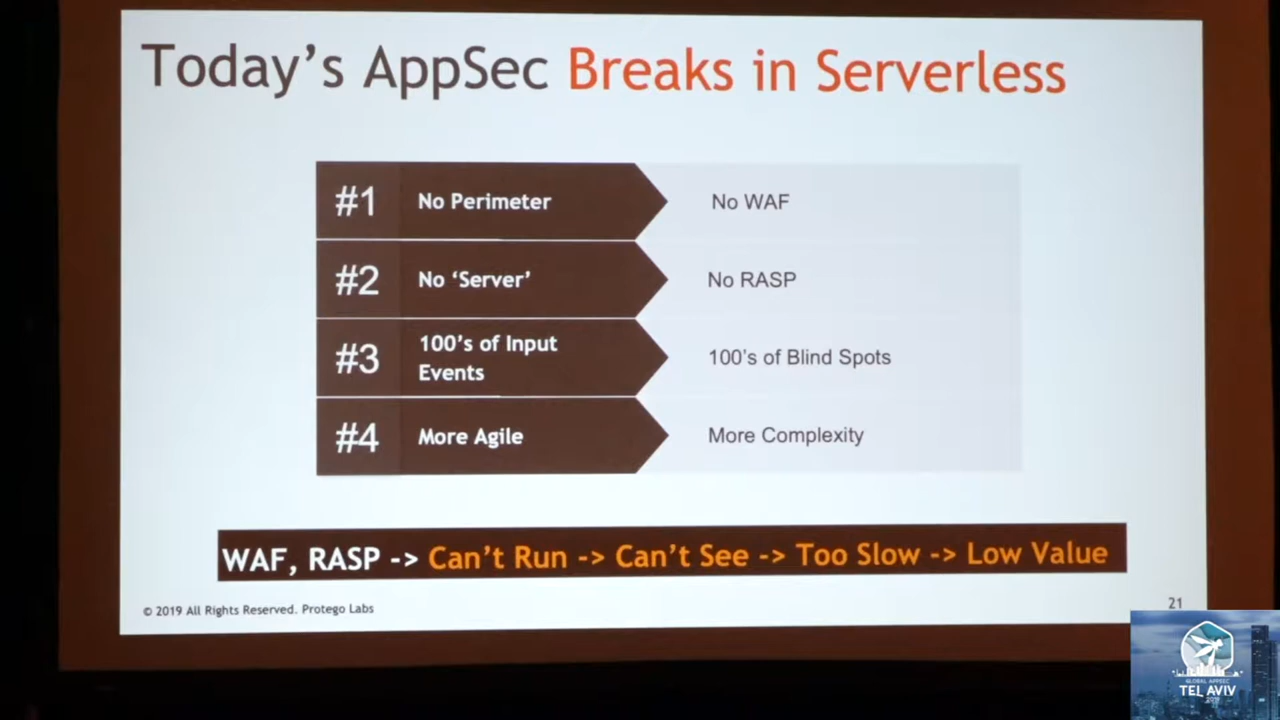 Today's AppSec Breaks in Serverless
#1 No Perimeter No WAF
#2 No ‘Server’ No RASP
#3 100's of Input
Events
100's of Blind Spots
#4 More Agile More Complexity
WAF, RASP -> Can't Run -> Can't See -> Too Slow -> Low Value
© 2019 All Rights Reserved. Protego Labs
21
GLOBAL APPSEC
TEL AVIV